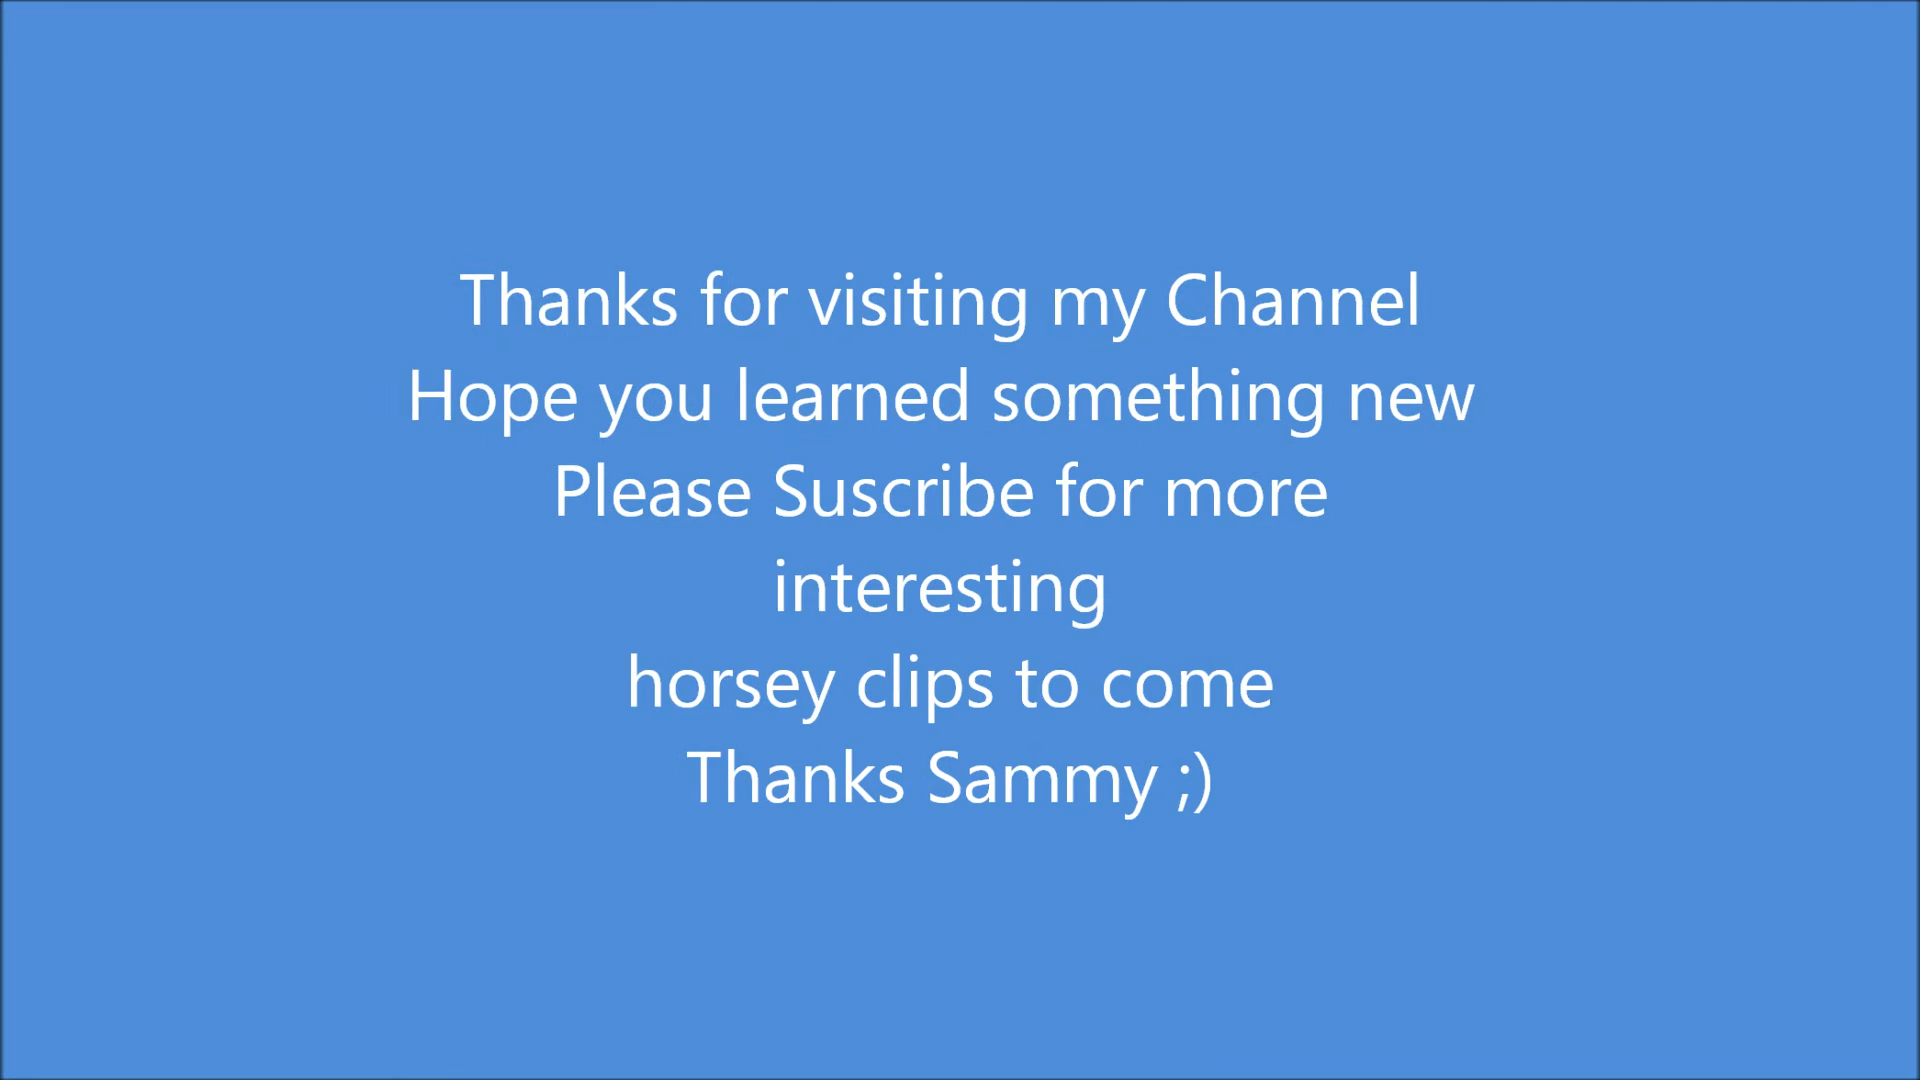 Thanks for visiting my Channel
Hope you learned something new
Please Suscribe for more
interesting
horsey clips to come
Thanks Sammy ;)